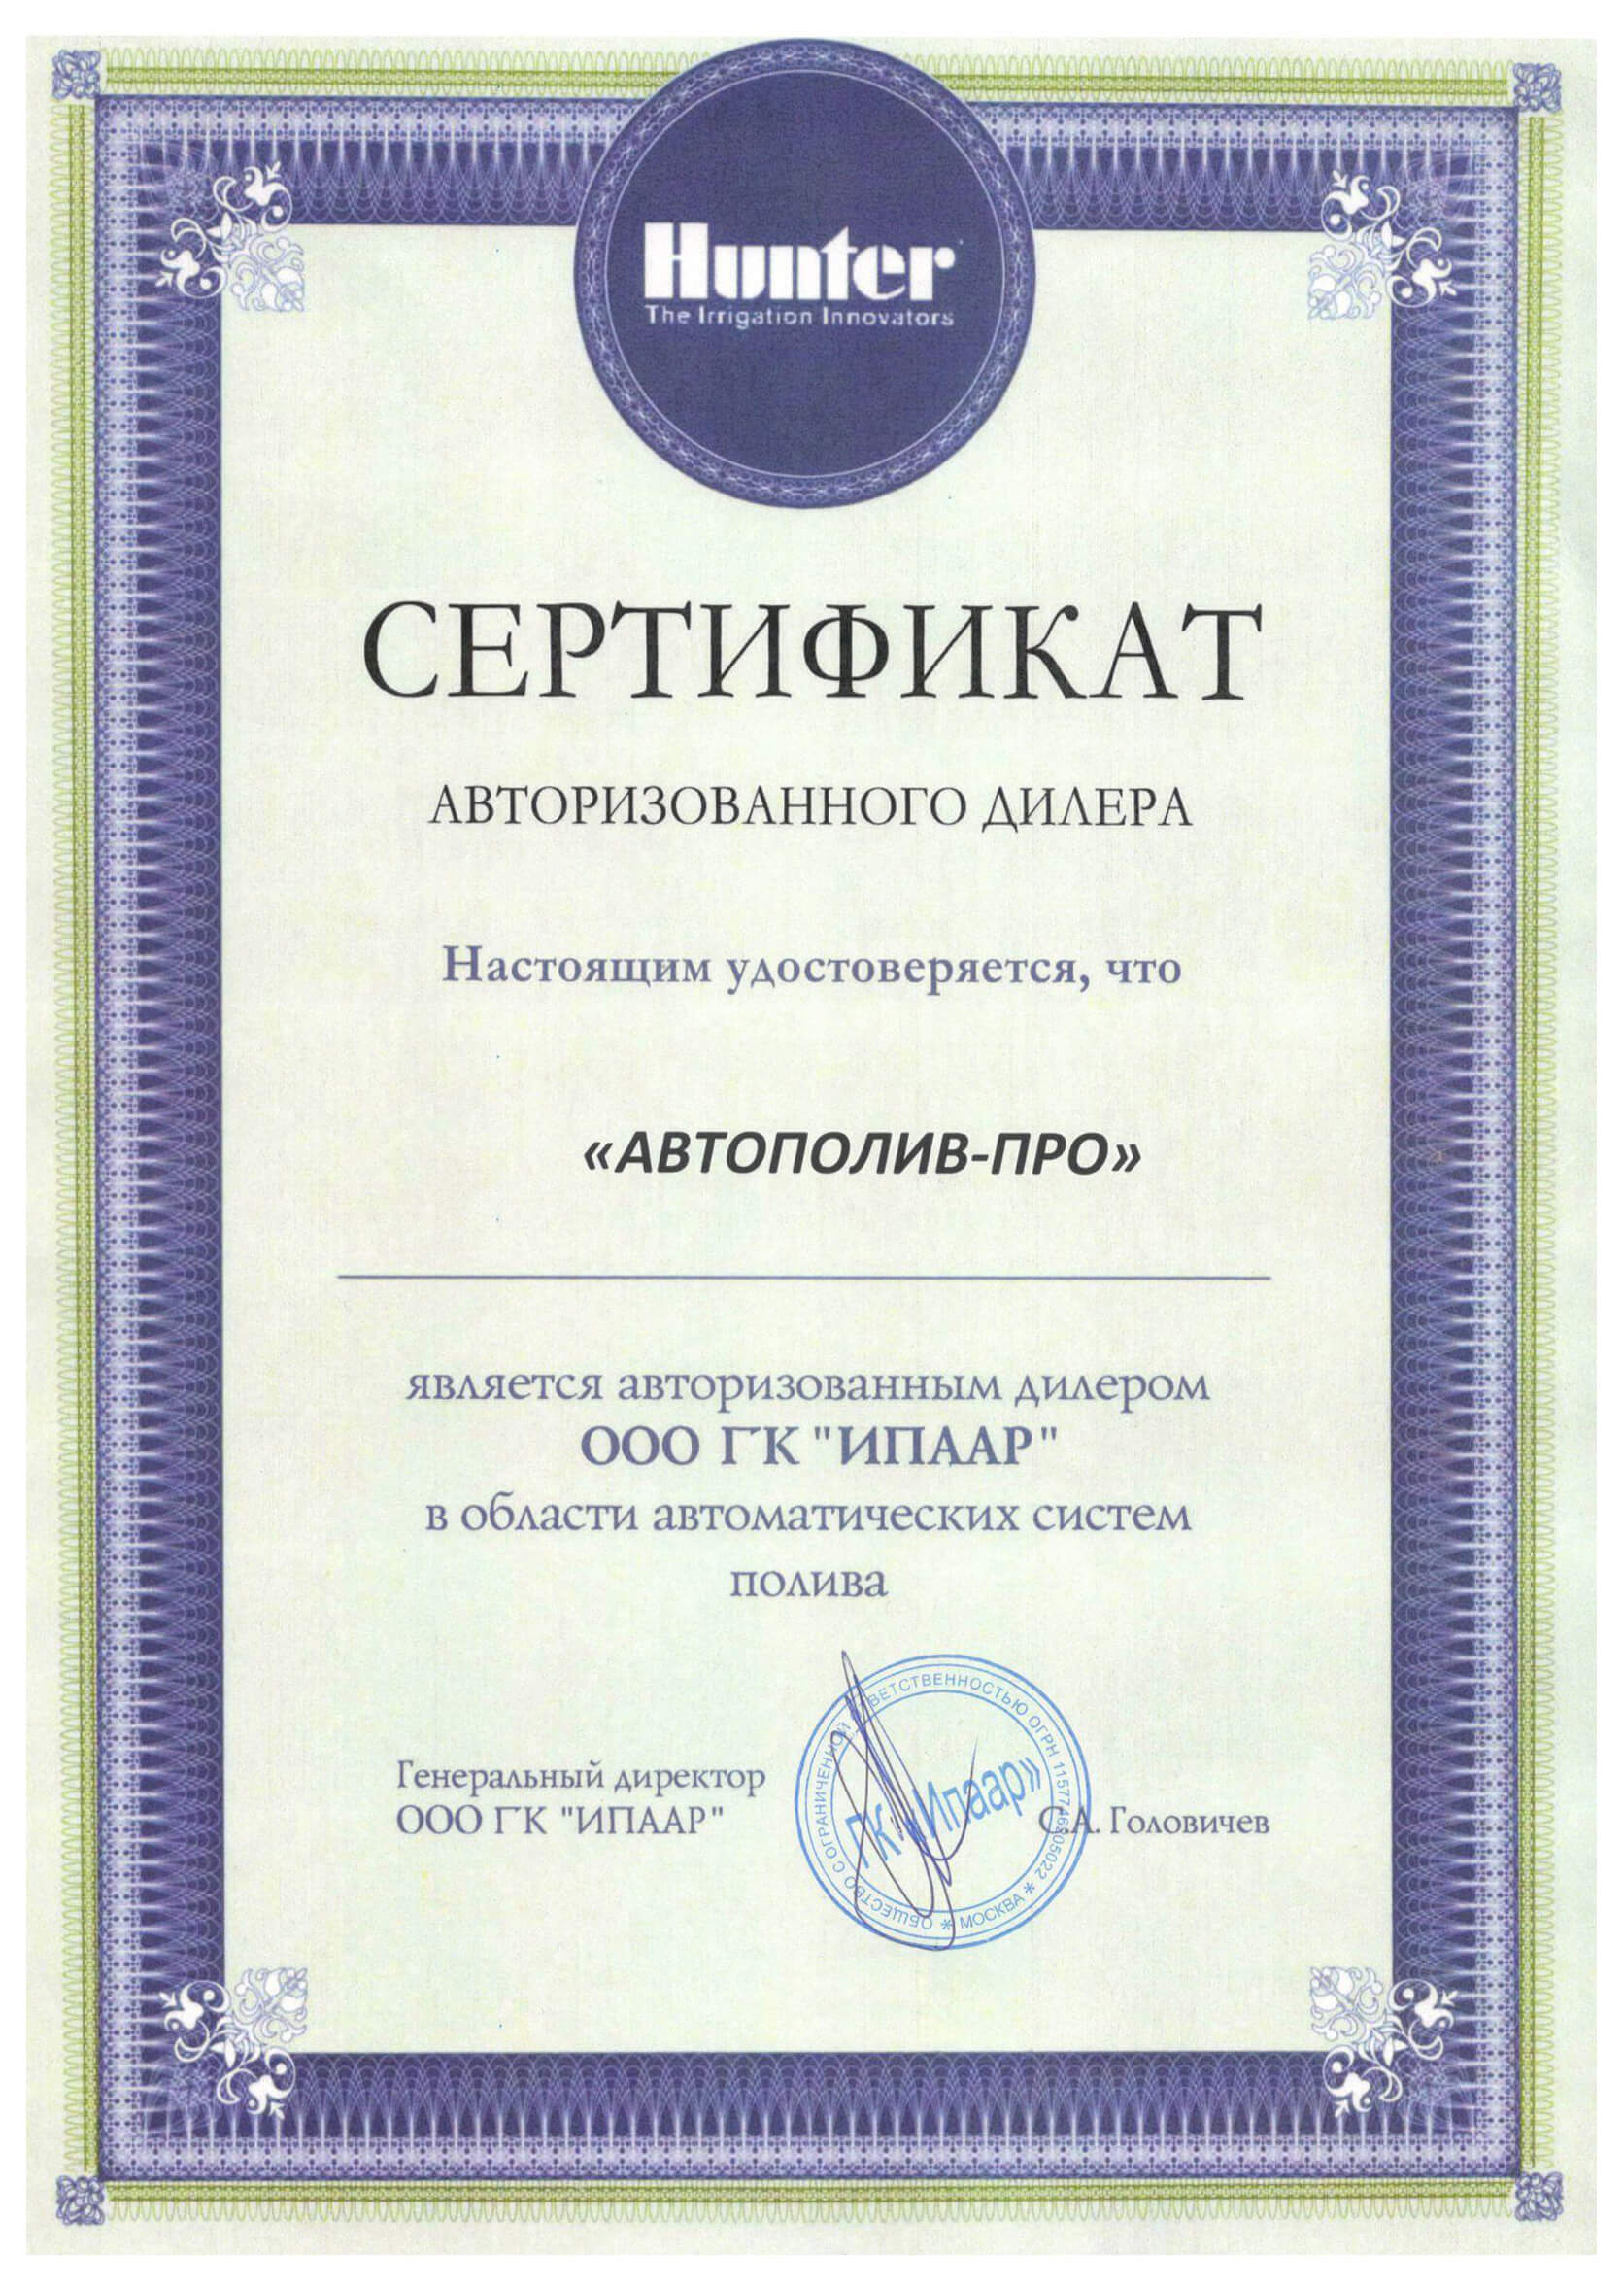 Hunter
The Irrigation Innovators
СЕРТИФИКАТ
АВТОРИЗОВАННОГО ДИЛЕРА
Настоящим удостоверяется, что
«АВТОПОЛИВ-ПРО»
является авторизованным дилером
ООО ГК "ИПААР"
в области автоматических систем
полива
Генеральный директор
ООО ГК "ИПААР"
С.А. Головичев
ОБЩЕСТВО С ОГРАНИЧЕННОЙ ОТВЕТСТВЕННОСТЬЮ ОГРН 1157746205022 * МОСКВА *
ГК «Ипаар»